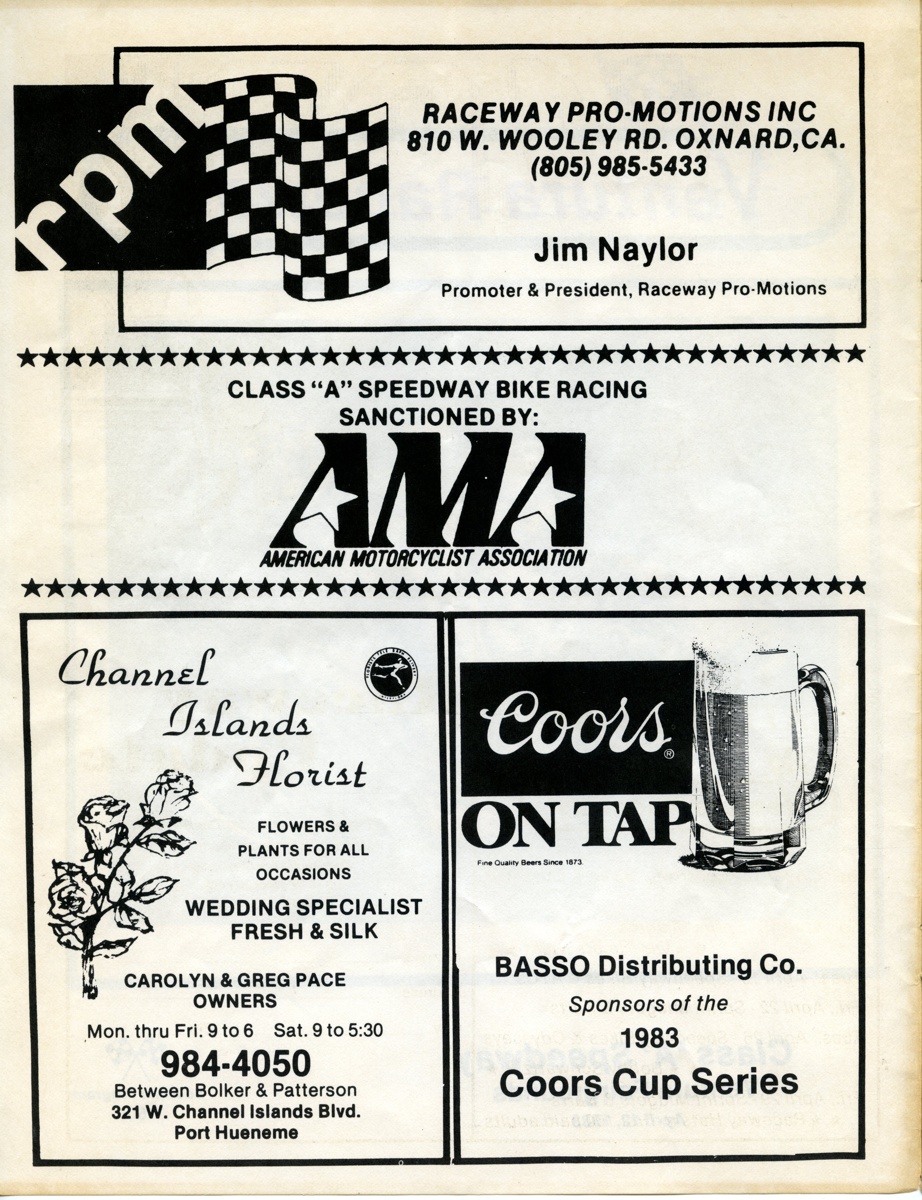 rpm
RACEWAY PRO-MOTIONS INC
810 W. WOOLEY RD. OXNARD,CA.
(805) 985-5433
Jim Naylor
Promoter & President, Raceway Pro-Motions
CLASS “A” SPEEDWAY BIKE RACING
SANCTIONED BY:
AMA
AMERICAN MOTORCYCLIST ASSOCIATION
Channel
Islands
Florist
FLOWERS &
PLANTS FOR ALL
OCCASIONS
WEDDING SPECIALIST
FRESH & SILK
CAROLYN & GREG PACE
OWNERS
Mon. thru Fri. 9 to 6 Sat. 9 to 5:30
984-4050
Between Bolker & Patterson
321 W. Channel Islands Blvd.
Port Hueneme
Coors®
ON TAP
Fine Quality Beers Since 1873.
BASSO Distributing Co.
Sponsors of the
1983
Coors Cup Series